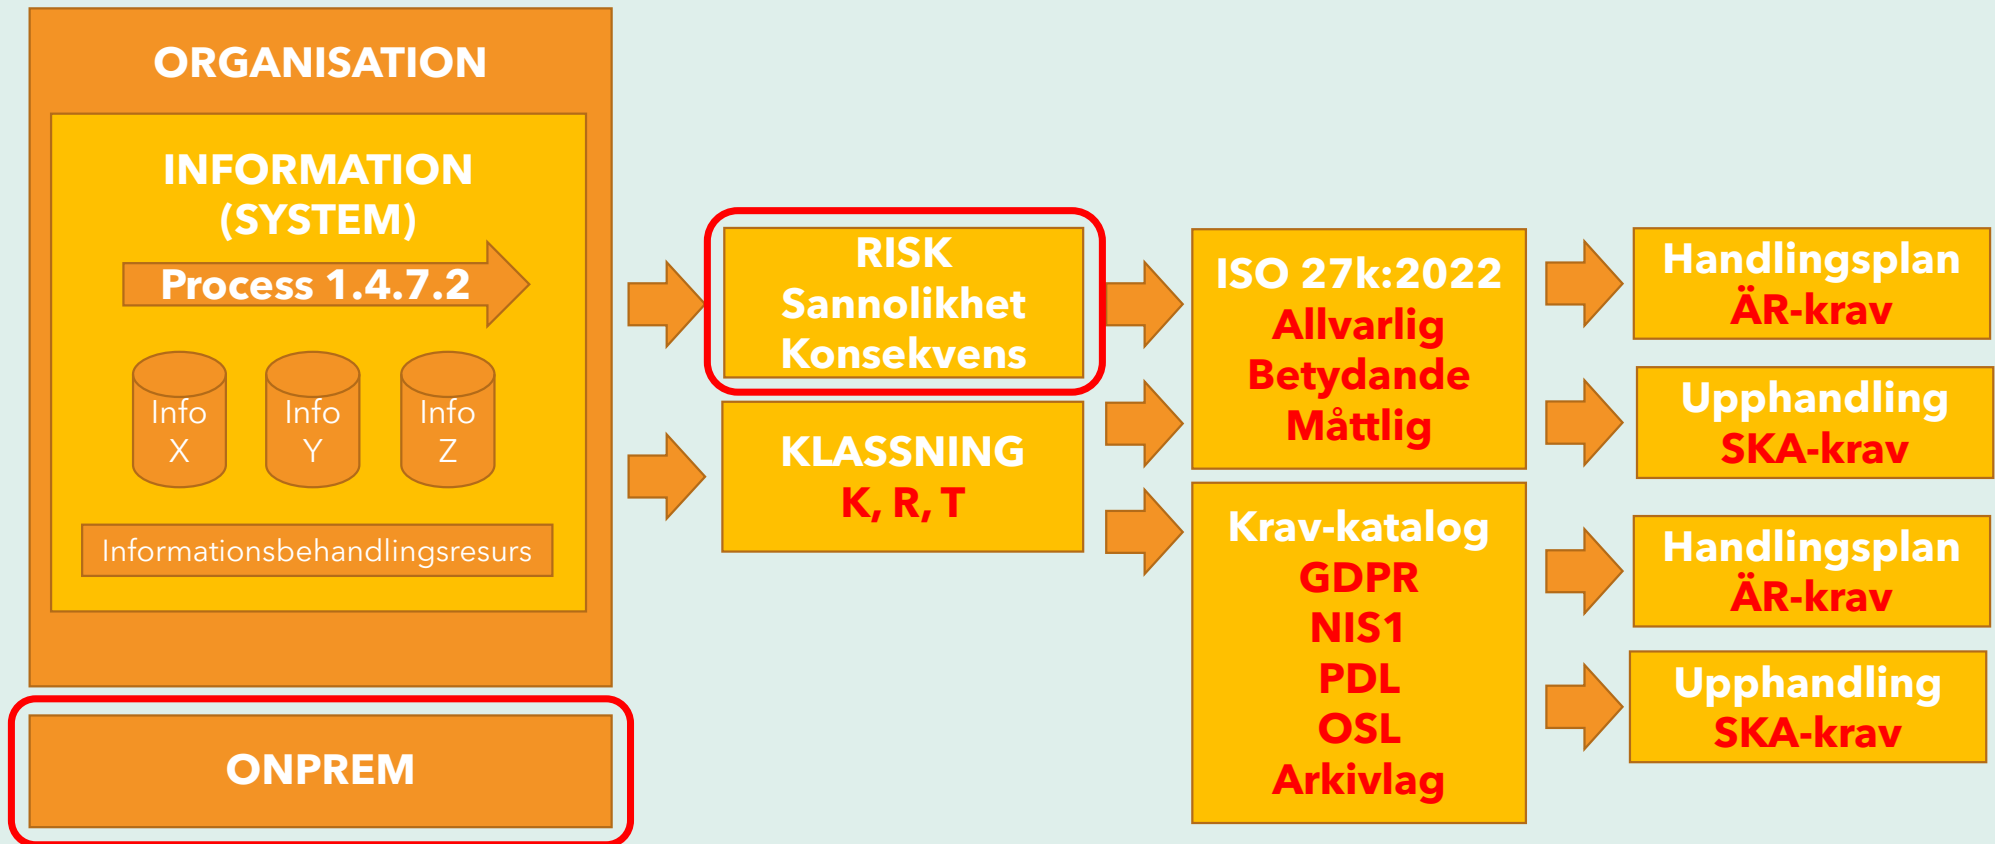 ORGANISATION
INFORMATION
(SYSTEM)
Process 1.4.7.2
Info
X
Info
Y
Info
Z
Informationsbehandlingsresurs
ONPREM
RISK
Sannolikhet
Konsekvens
KLASSNING
K, R, T
ISO 27k:2022
Allvarlig
Betydande
Måttlig
Krav-katalog
GDPR
NIS1
PDL
OSL
Arkivlag
Handlingsplan
ÄR-krav
Upphandling
SKA-krav
Handlingsplan
ÄR-krav
Upphandling
SKA-krav